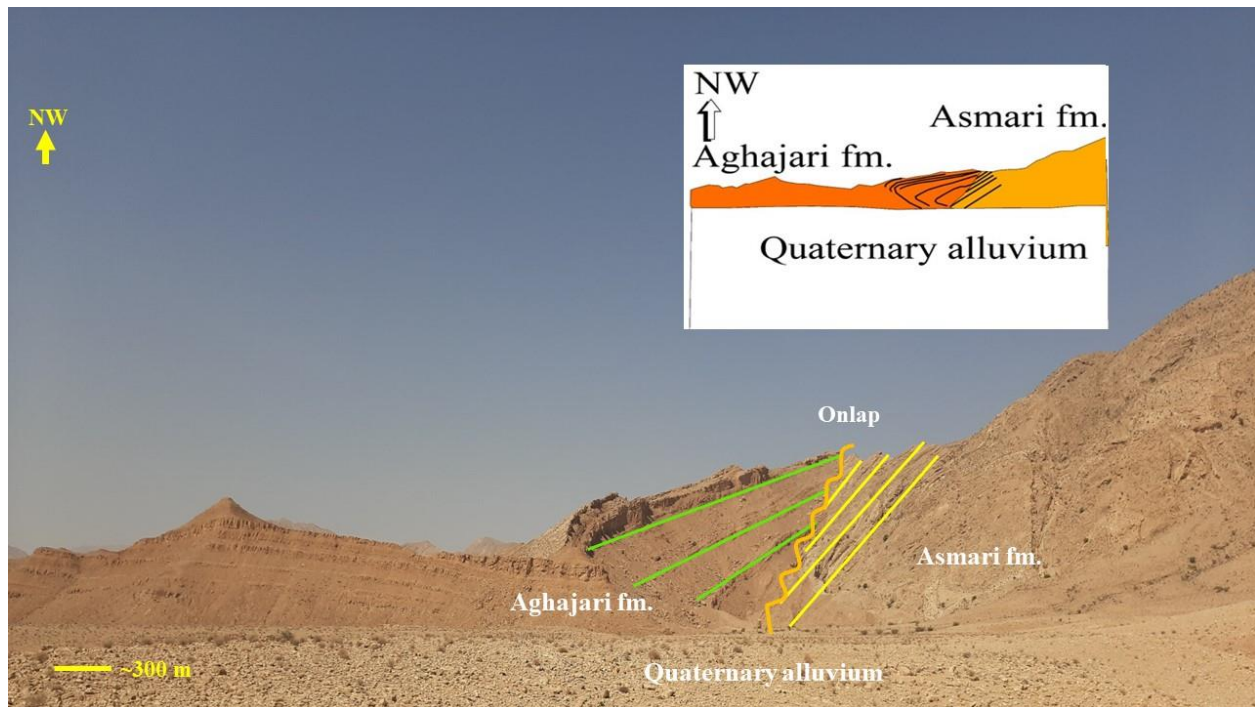 NW
NW
Asmari fm.
Aghajari fm.
Quaternary alluvium
Onlap
Asmari fm.
Aghajari fm.
Quaternary alluvium
~300 m